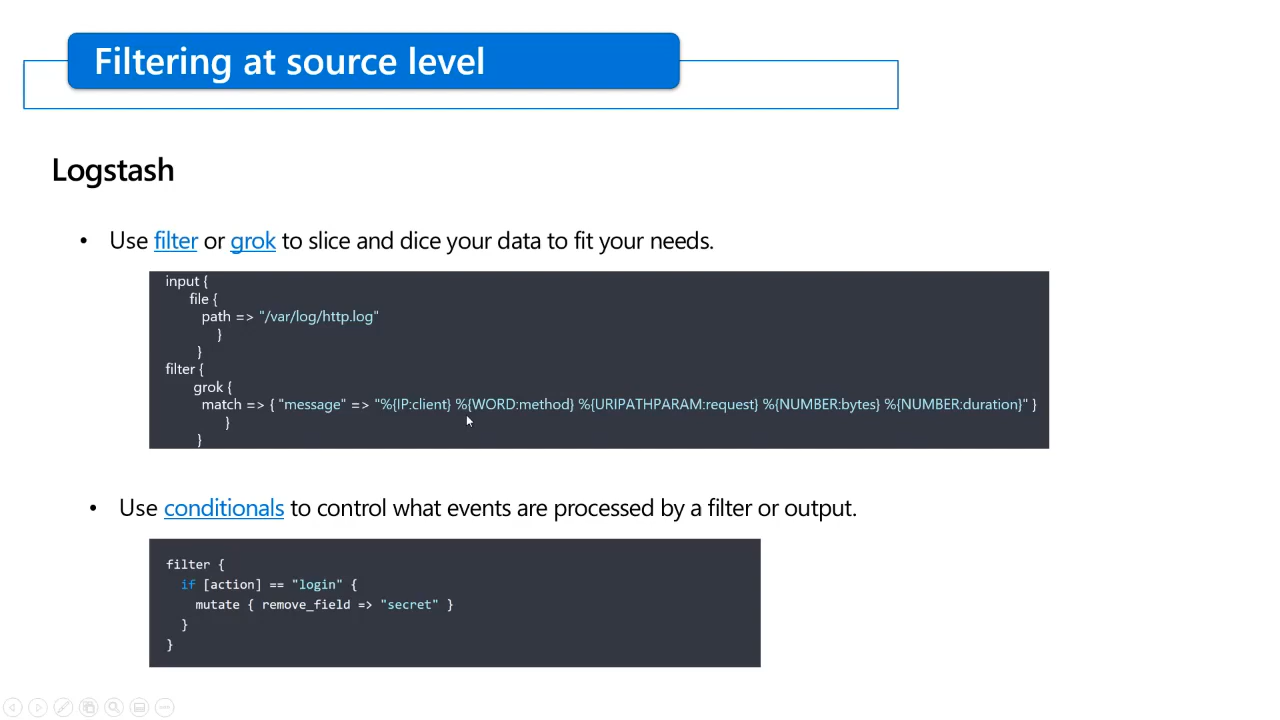 Filtering at source level
Logstash
• Use filter or grok to slice and dice your data to fit your needs.
input {
file {
path => "/var/log/http.log"
}
}
filter {
grok {
match => { "message" => "%{IP:client} %{WORD:method} %{URIPATHPARAM:request} %{NUMBER:bytes} %{NUMBER:duration}" }
}
}
• Use conditionals to control what events are processed by a filter or output.
filter {
if [action] == "login" {
mutate { remove_field => "secret" }
}
}